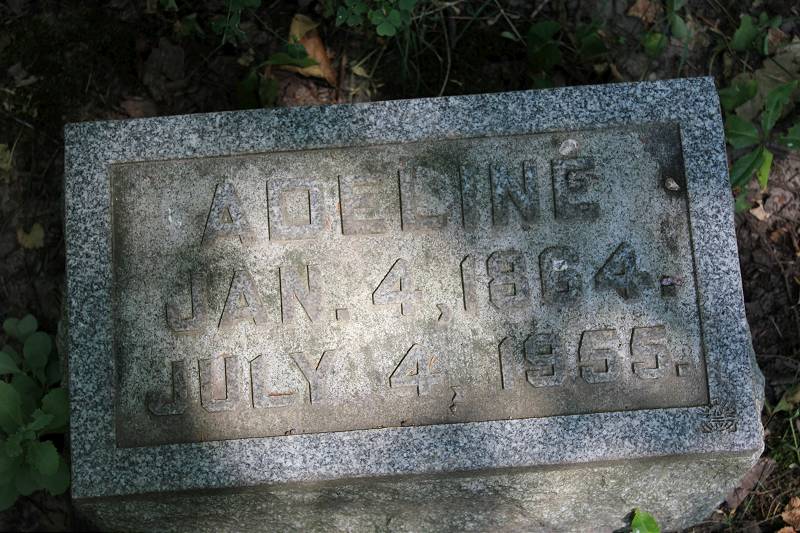 ADELINE
JAN. 4, 1864.
JULY 4, 1955.